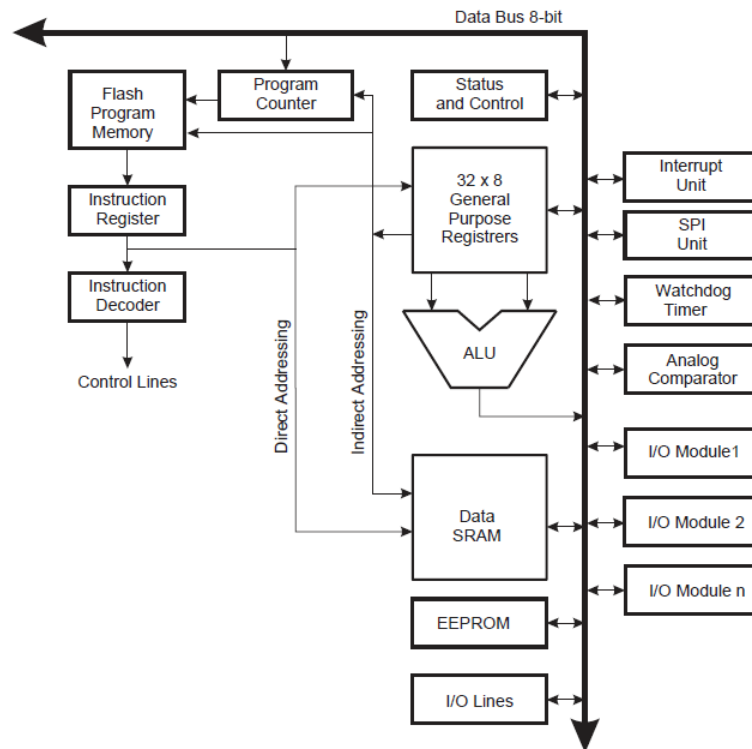 Data Bus 8-bit
Flash
Program
Memory
Program
Counter
Status
and Control
Instruction
Register
32 x 8
General
Purpose
Registrers
Interrupt
Unit
SPI
Unit
Instruction
Decoder
Watchdog
Timer
ALU
Analog
Comparator
Control Lines
Direct Addressing
Indirect Addressing
I/O Module1
Data
SRAM
I/O Module 2
I/O Module n
EEPROM
I/O Lines